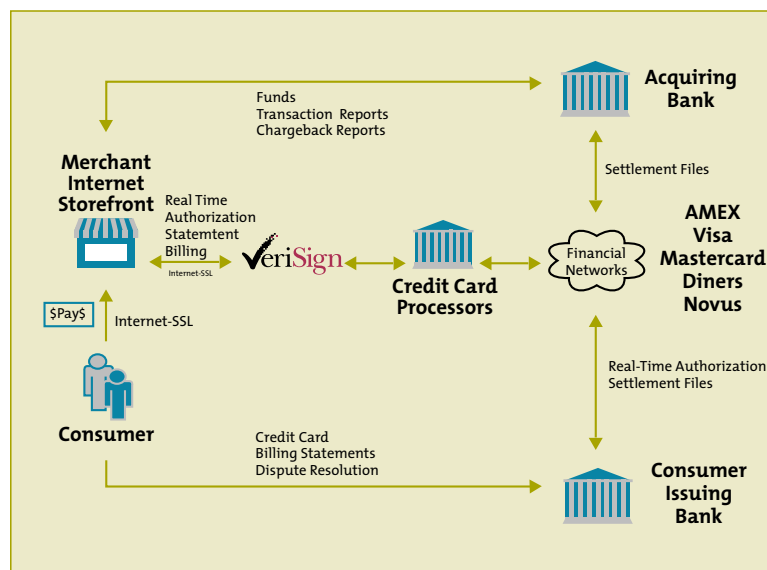 Funds
Transaction Reports
Chargeback Reports
Acquiring
Bank
Merchant
Internet
Storefront
Real Time
Authorization
Statemtent
Billing
Internet-SSL
VeriSign
Credit Card
Processors
Settlement Files
Financial
Networks
AMEX
Visa
Mastercard
Diners
Novus
$Pay$
Internet-SSL
Consumer
Real-Time Authorization
Settlement Files
Credit Card
Billing Statements
Dispute Resolution
Consumer
Issuing
Bank